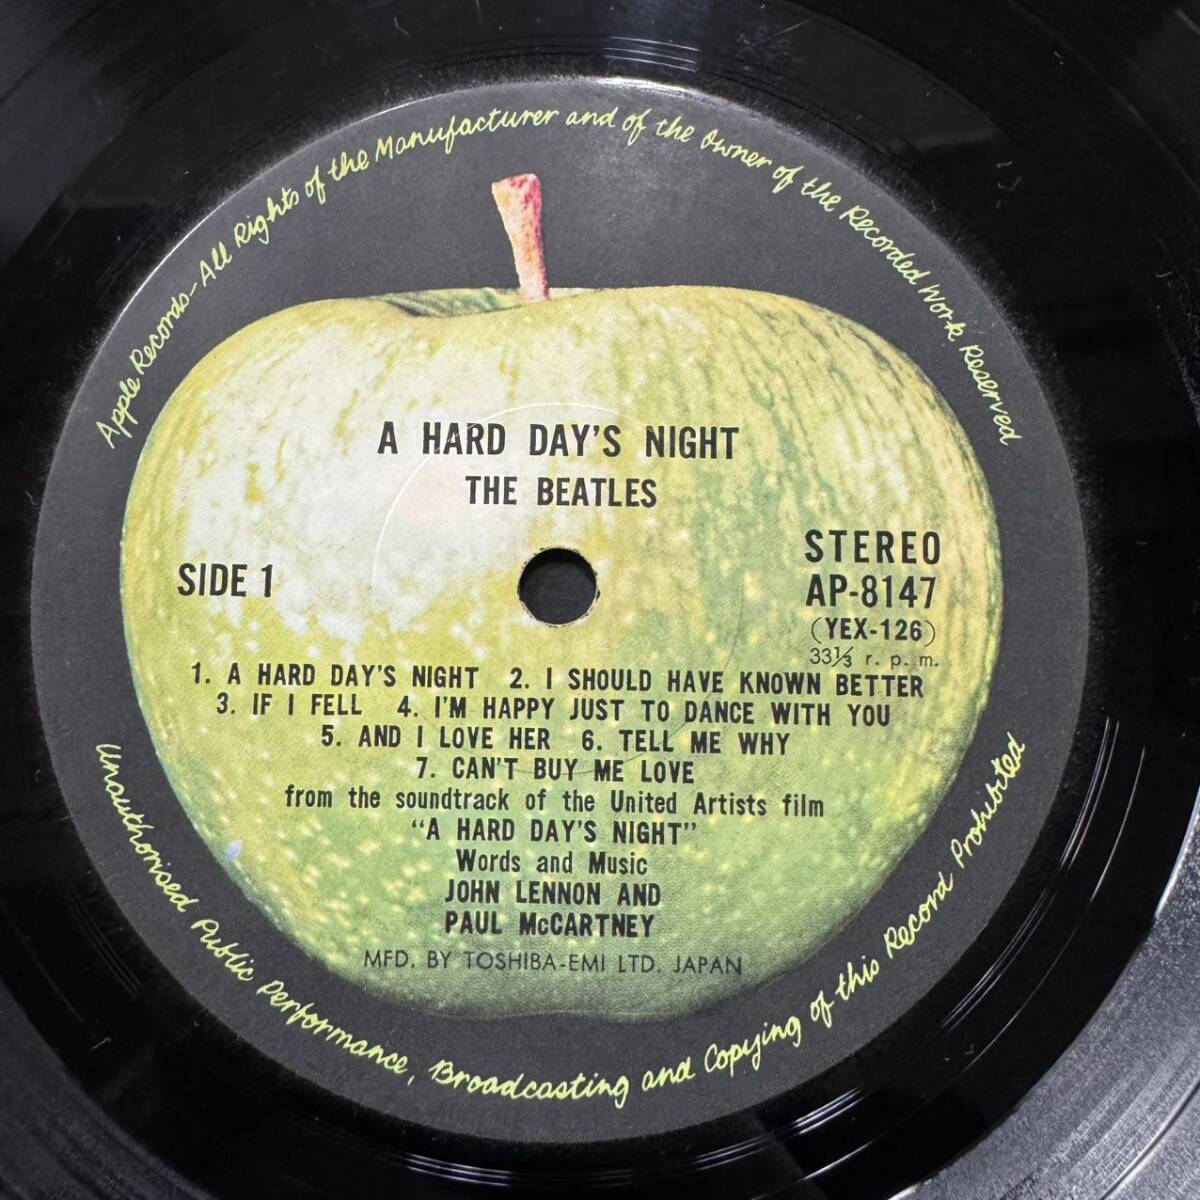 Apple Records-All Rights of the Manufacturer and of the Owner of the Recorded Work Reserved
A HARD DAY'S NIGHT
THE BEATLES
SIDE 1
STEREO
AP-8147
(YEX-126)
33⅓ r. p. m.
1. A HARD DAY'S NIGHT 2. I SHOULD HAVE KNOWN BETTER
3. IF I FELL 4. I'M HAPPY JUST TO DANCE WITH YOU
5. AND I LOVE HER 6. TELL ME WHY
7. CAN'T BUY ME LOVE
from the soundtrack of the United Artists film
"A HARD DAY'S NIGHT"
Words and Music
JOHN LENNON AND
PAUL McCARTNEY
MFD. BY TOSHIBA-EMI LTD. JAPAN
Unauthorised Public Performance, Broadcasting and Copying of this Record Prohibited